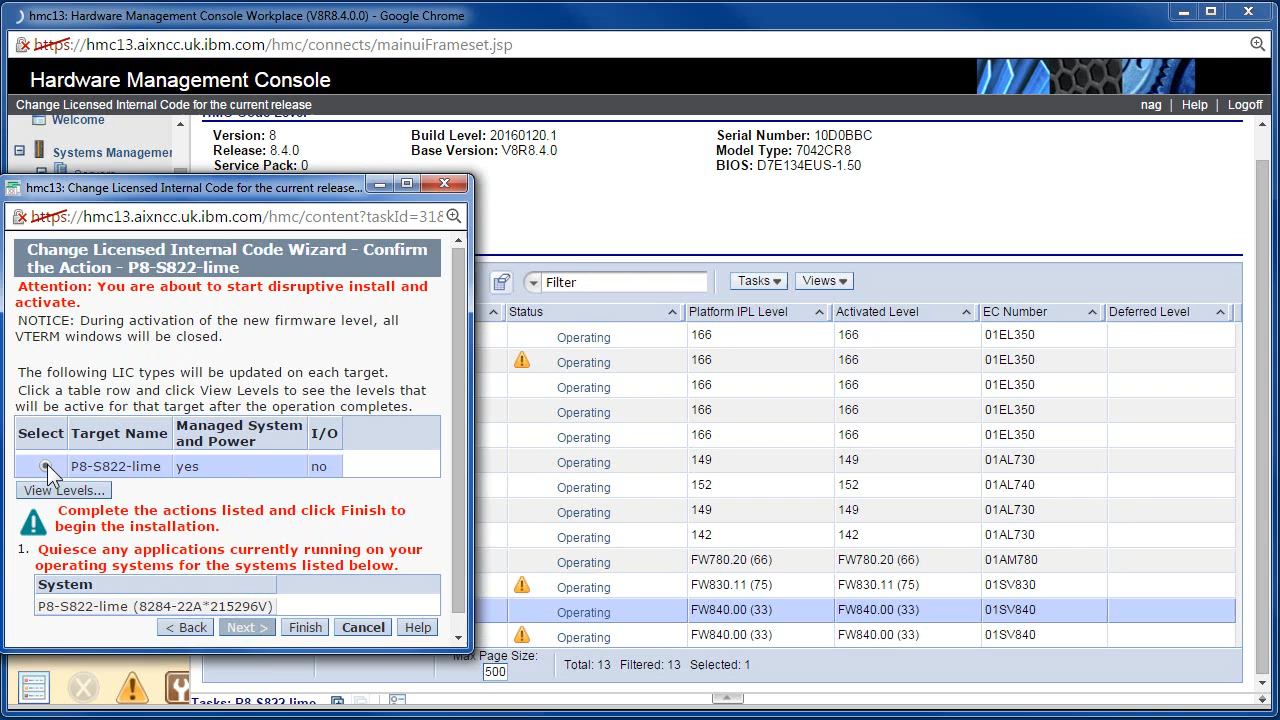 hmc13: Hardware Management Console Workplace (V8R8.4.0.0) - Google Chrome
https://hmc13.aixncc.uk.ibm.com/hmc/connects/mainuiFrameset.jsp
Hardware Management Console
Change Licensed Internal Code for the current release
nag | Help | Logoff
Welcome
Systems Managemen
HMC Code Level
Version: 8 Build Level: 20160120.1 Serial Number: 10D0BBC
Release: 8.4.0 Base Version: V8R8.4.0 Model Type: 7042CR8
Service Pack: 0 BIOS: D7E134EUS-1.50
hmc13: Change Licensed Internal Code for the current release...
https://hmc13.aixncc.uk.ibm.com/hmc/content?taskId=318
Change Licensed Internal Code Wizard - Confirm
the Action - P8-S822-lime
Attention: You are about to start disruptive install and
activate.
NOTICE: During activation of the new firmware level, all
VTERM windows will be closed.
The following LIC types will be updated on each target.
Click a table row and click View Levels to see the levels that
will be active for that target after the operation completes.
Select Target Name Managed System and Power I/O
P8-S822-lime yes no
View Levels...
Complete the actions listed and click Finish to
begin the installation.
1. Quiesce any applications currently running on your
operating systems for the systems listed below.
System
P8-S822-lime (8284-22A*215296V)
< Back Next > Finish Cancel Help
Filter Tasks Views
Status Platform IPL Level Activated Level EC Number Deferred Level
Operating 166 166 01EL350
Operating 166 166 01EL350
Operating 166 166 01EL350
Operating 166 166 01EL350
Operating 166 166 01EL350
Operating 149 149 01AL730
Operating 152 152 01AL740
Operating 149 149 01AL730
Operating 142 142 01AL730
Operating FW780.20 (66) FW780.20 (66) 01AM780
Operating FW830.11 (75) FW830.11 (75) 01SV830
Operating FW840.00 (33) FW840.00 (33) 01SV840
Operating FW840.00 (33) FW840.00 (33) 01SV840
Max Page Size:
500 Total: 13 Filtered: 13 Selected: 1
Tasks: P8-S822-lime